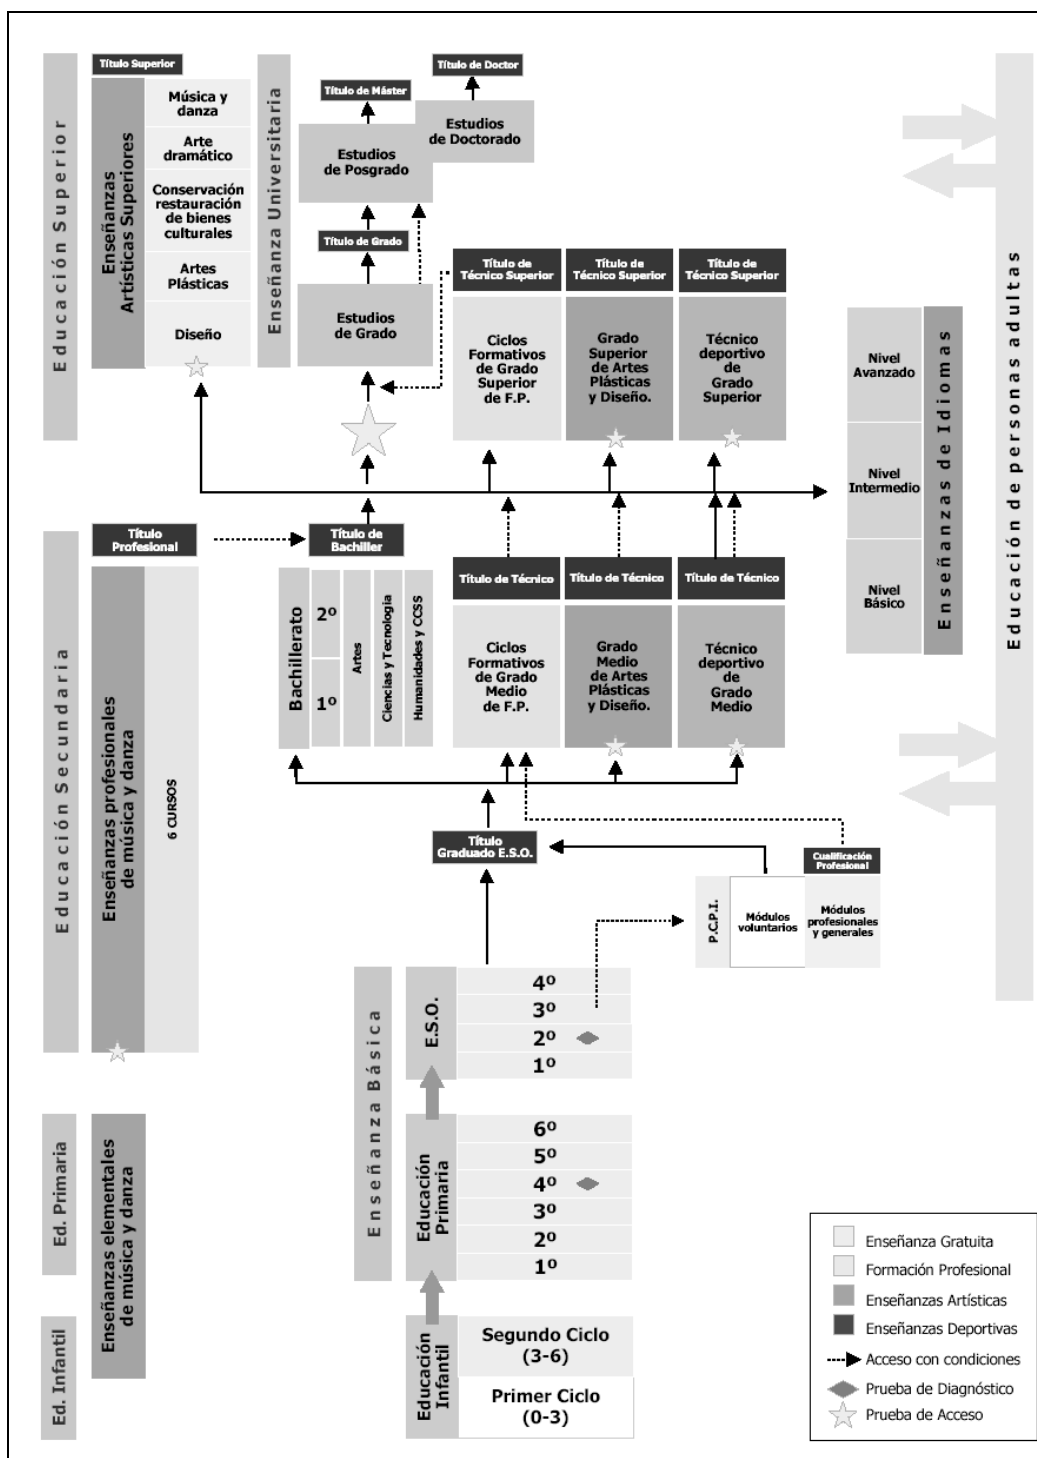 Educación Superior
Título Superior
Enseñanzas
Artísticas Superiores
Música y
danza
Arte
dramático
Conservación
restauración
de bienes
culturales
Artes
Plásticas
Diseño
Enseñanza Universitaria
Título de Doctor
Título de Máster
Estudios
de Doctorado
Estudios
de Posgrado
Título de Grado
Estudios
de Grado
Título de
Técnico Superior
Título de
Técnico Superior
Título de
Técnico Superior
Ciclos
Formativos
de Grado
Superior
de F.P.
Grado
Superior
de Artes
Plásticas
y Diseño.
Técnico
deportivo
de
Grado
Superior
Nivel
Avanzado
Nivel
Intermedio
Nivel
Básico
Enseñanzas de Idiomas
Educación de personas adultas
Educación Secundaria
Título
Profesional
Enseñanzas profesionales
de música y danza
6 CURSOS
Título de
Bachiller
Bachillerato
2º
1º
Artes
Ciencias y Tecnología
Humanidades y CCSS
Título de Técnico
Título de Técnico
Título de Técnico
Ciclos
Formativos
de Grado
Medio
de F.P.
Grado
Medio
de Artes
Plásticas
y Diseño.
Técnico
deportivo
de
Grado
Medio
Título
Graduado E.S.O.
Cualificación
Profesional
P.C.P.I.
Módulos
voluntarios
Módulos
profesionales
y generales
Enseñanza Básica
E.S.O.
4º
3º
2º
1º
Ed. Primaria
Enseñanzas elementales
de música y danza
Educación
Primaria
6º
5º
4º
3º
2º
1º
Ed. Infantil
Educación
Infantil
Segundo Ciclo
(3-6)
Primer Ciclo
(0-3)
Enseñanza Gratuita
Formación Profesional
Enseñanzas Artísticas
Enseñanzas Deportivas
Acceso con condiciones
Prueba de Diagnóstico
Prueba de Acceso